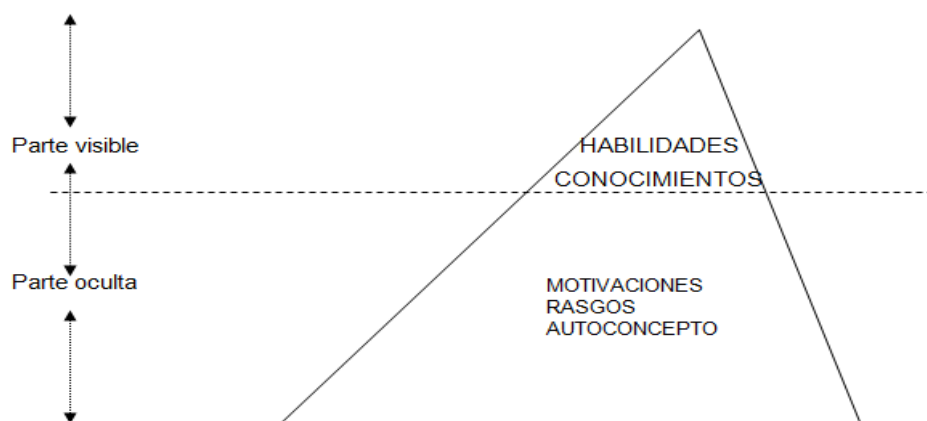 Parte visible
HABILIDADES
CONOCIMIENTOS
Parte oculta
MOTIVACIONES
RASGOS
AUTOCONCEPTO